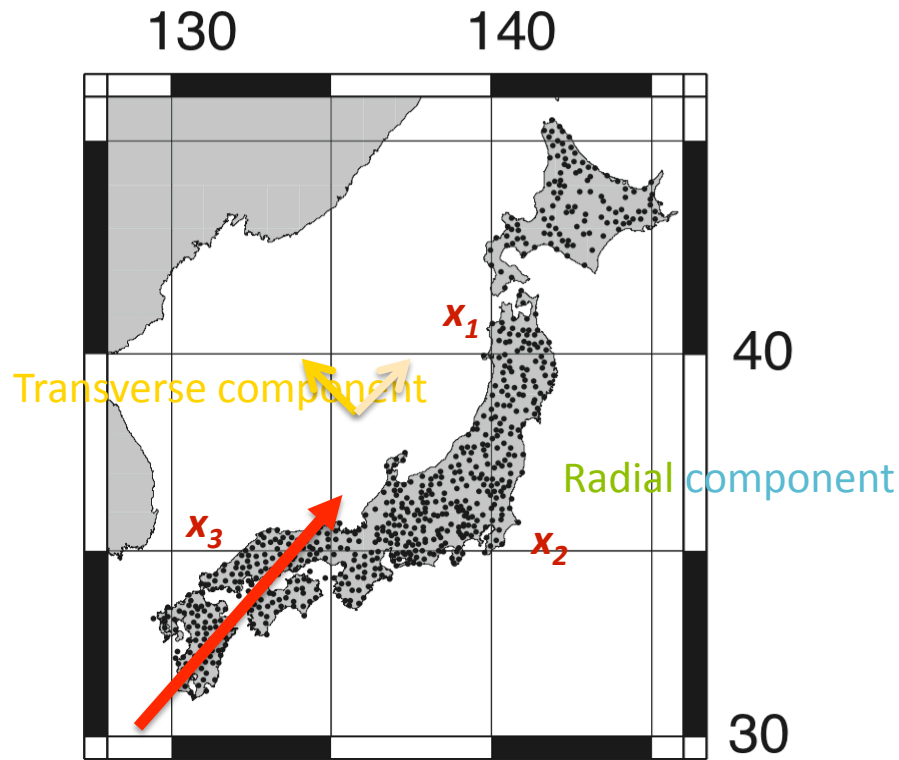 130 140
x1
40
Transverse component
Radial component
x3
x2
30